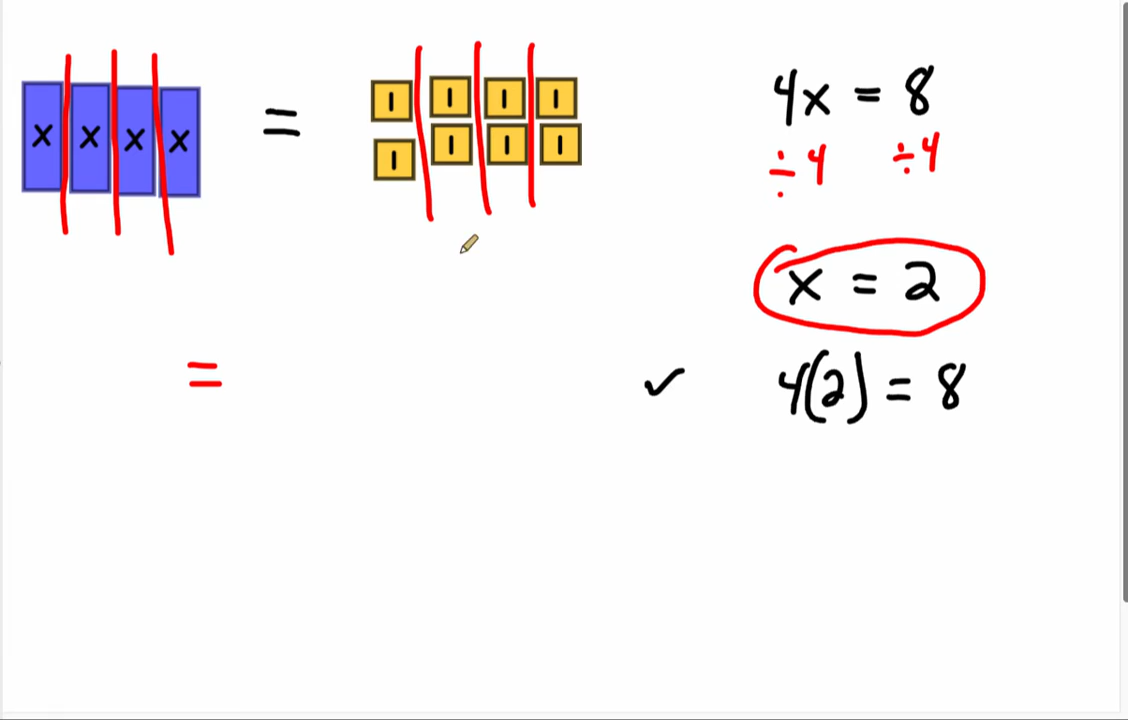 x x x x = 1 1 1 1
1 1 1 1
=
4x = 8
÷4 ÷4
x = 2
✓ 4(2) = 8